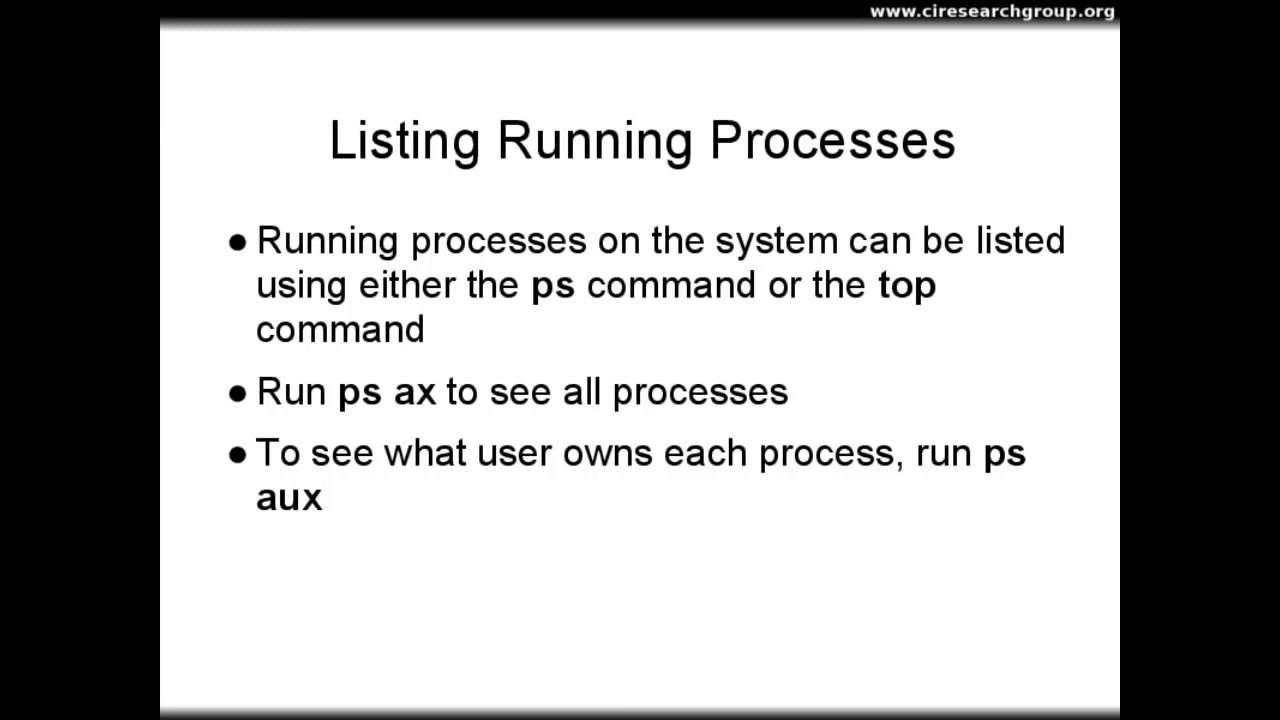 www.ciresearchgroup.org
Listing Running Processes
● Running processes on the system can be listed
using either the ps command or the top
command
● Run ps ax to see all processes
● To see what user owns each process, run ps
aux